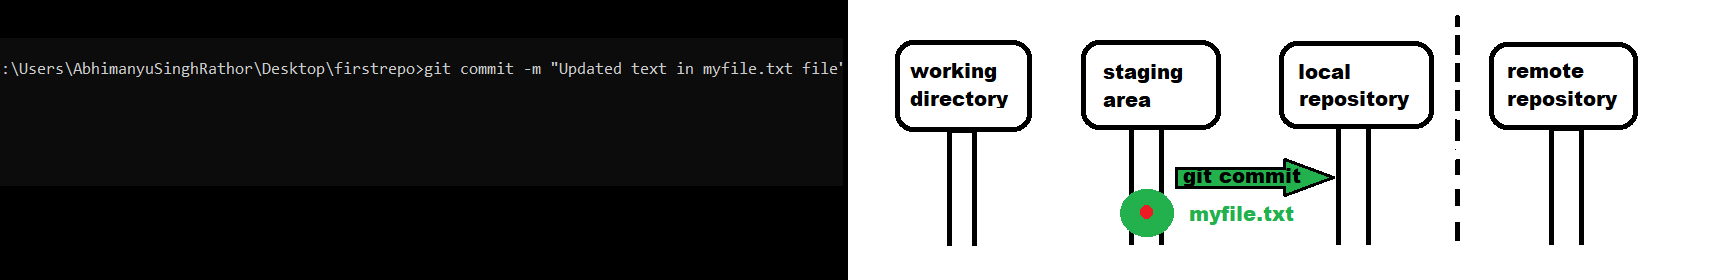 :\Users\AbhimanyuSinghRathor\Desktop\firstrepo>git commit -m "Updated text in myfile.txt file"
working
directory
staging
area
local
repository
remote
repository
git commit
myfile.txt